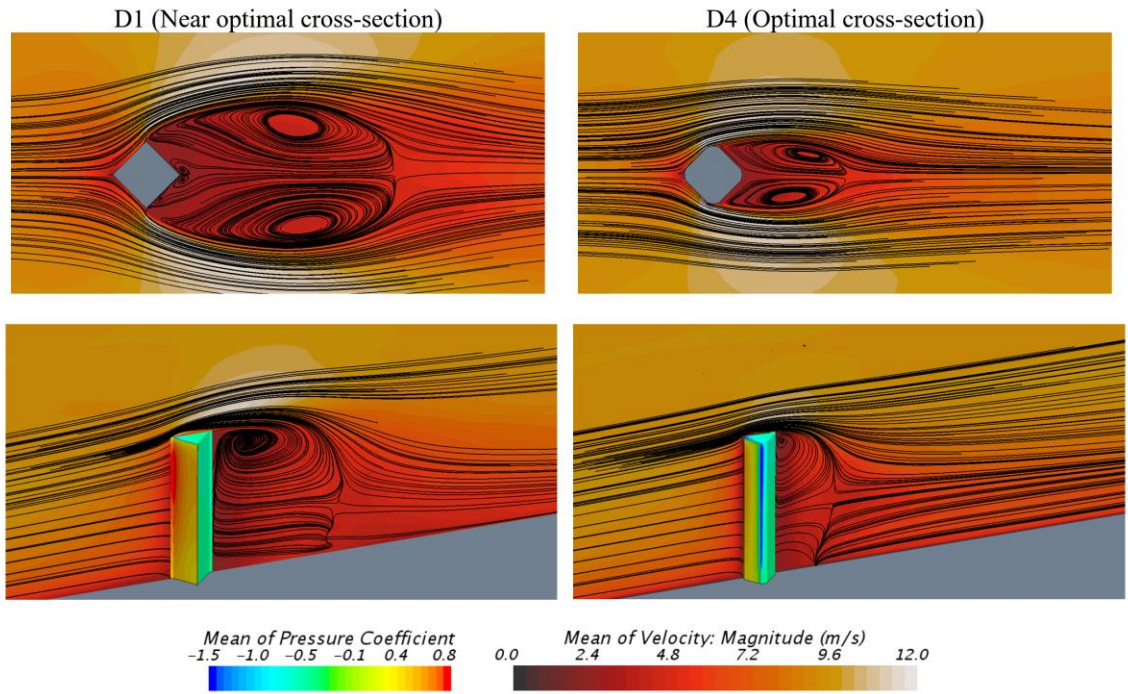 D1 (Near optimal cross-section) D4 (Optimal cross-section)
Mean of Pressure Coefficient Mean of Velocity: Magnitude (m/s)
-1.5 -1.0 -0.5 -0.1 0.4 0.8 0.0 2.4 4.8 7.2 9.6 12.0